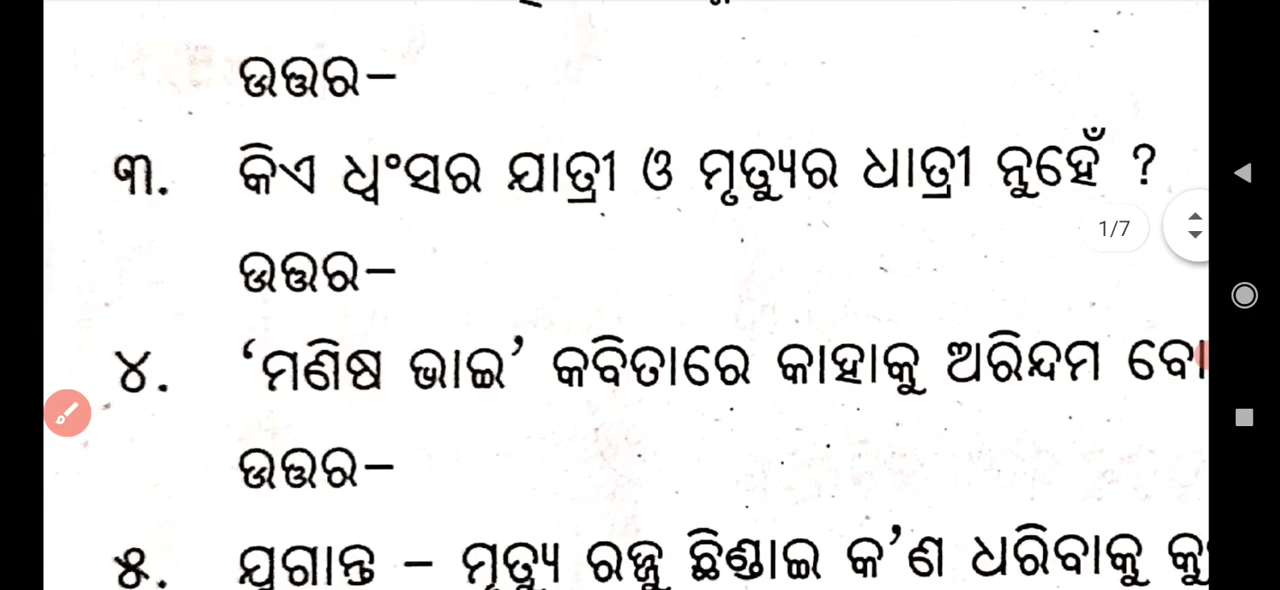 ଉତ୍ତର–
୩. କିଏ ଧ୍ୱଂସର ଯାତ୍ରୀ ଓ ମୃତ୍ୟୁର ଧାତ୍ରୀ ନୁହେଁ ?
1/7
ଉତ୍ତର–
୪. ‘ମଣିଷ ଭାଇ’ କବିତାରେ କାହାକୁ ଅରିନ୍ଦମ
ଉତ୍ତର–
୫. ଯୁଗାନ୍ତ – ମୃତ୍ୟୁ ରଜ୍ଜୁ ଛିଣ୍ଡାଇ କ’ଣ ଧରିବାକୁ